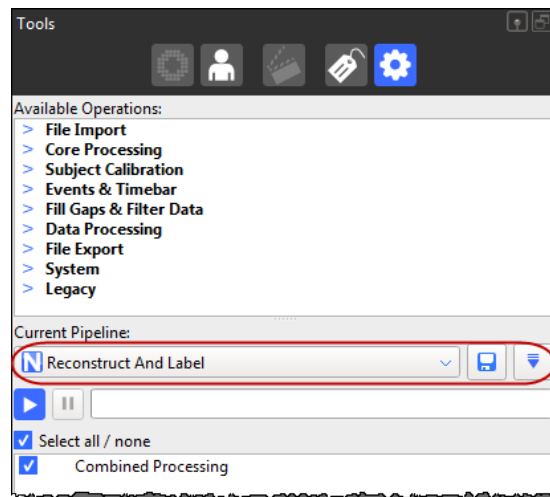 Tools
Available Operations:
> File Import
> Core Processing
> Subject Calibration
> Events & Timebar
> Fill Gaps & Filter Data
> Data Processing
> File Export
> System
> Legacy
Current Pipeline:
N Reconstruct And Label
Select all / none
Combined Processing